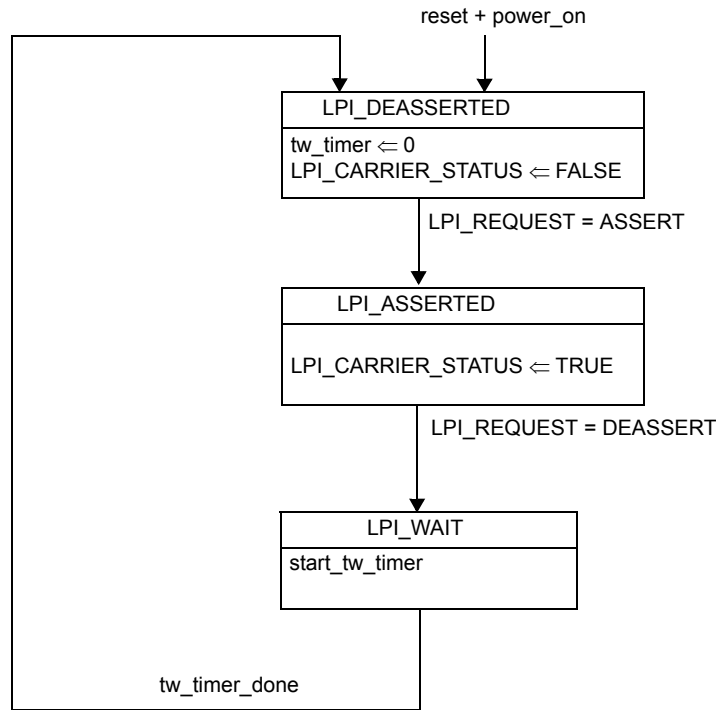 reset + power_on
LPI_DEASSERTED
tw_timer ⇐ 0
LPI_CARRIER_STATUS ⇐ FALSE
LPI_REQUEST = ASSERT
LPI_ASSERTED
LPI_CARRIER_STATUS ⇐ TRUE
LPI_REQUEST = DEASSERT
LPI_WAIT
start_tw_timer
tw_timer_done